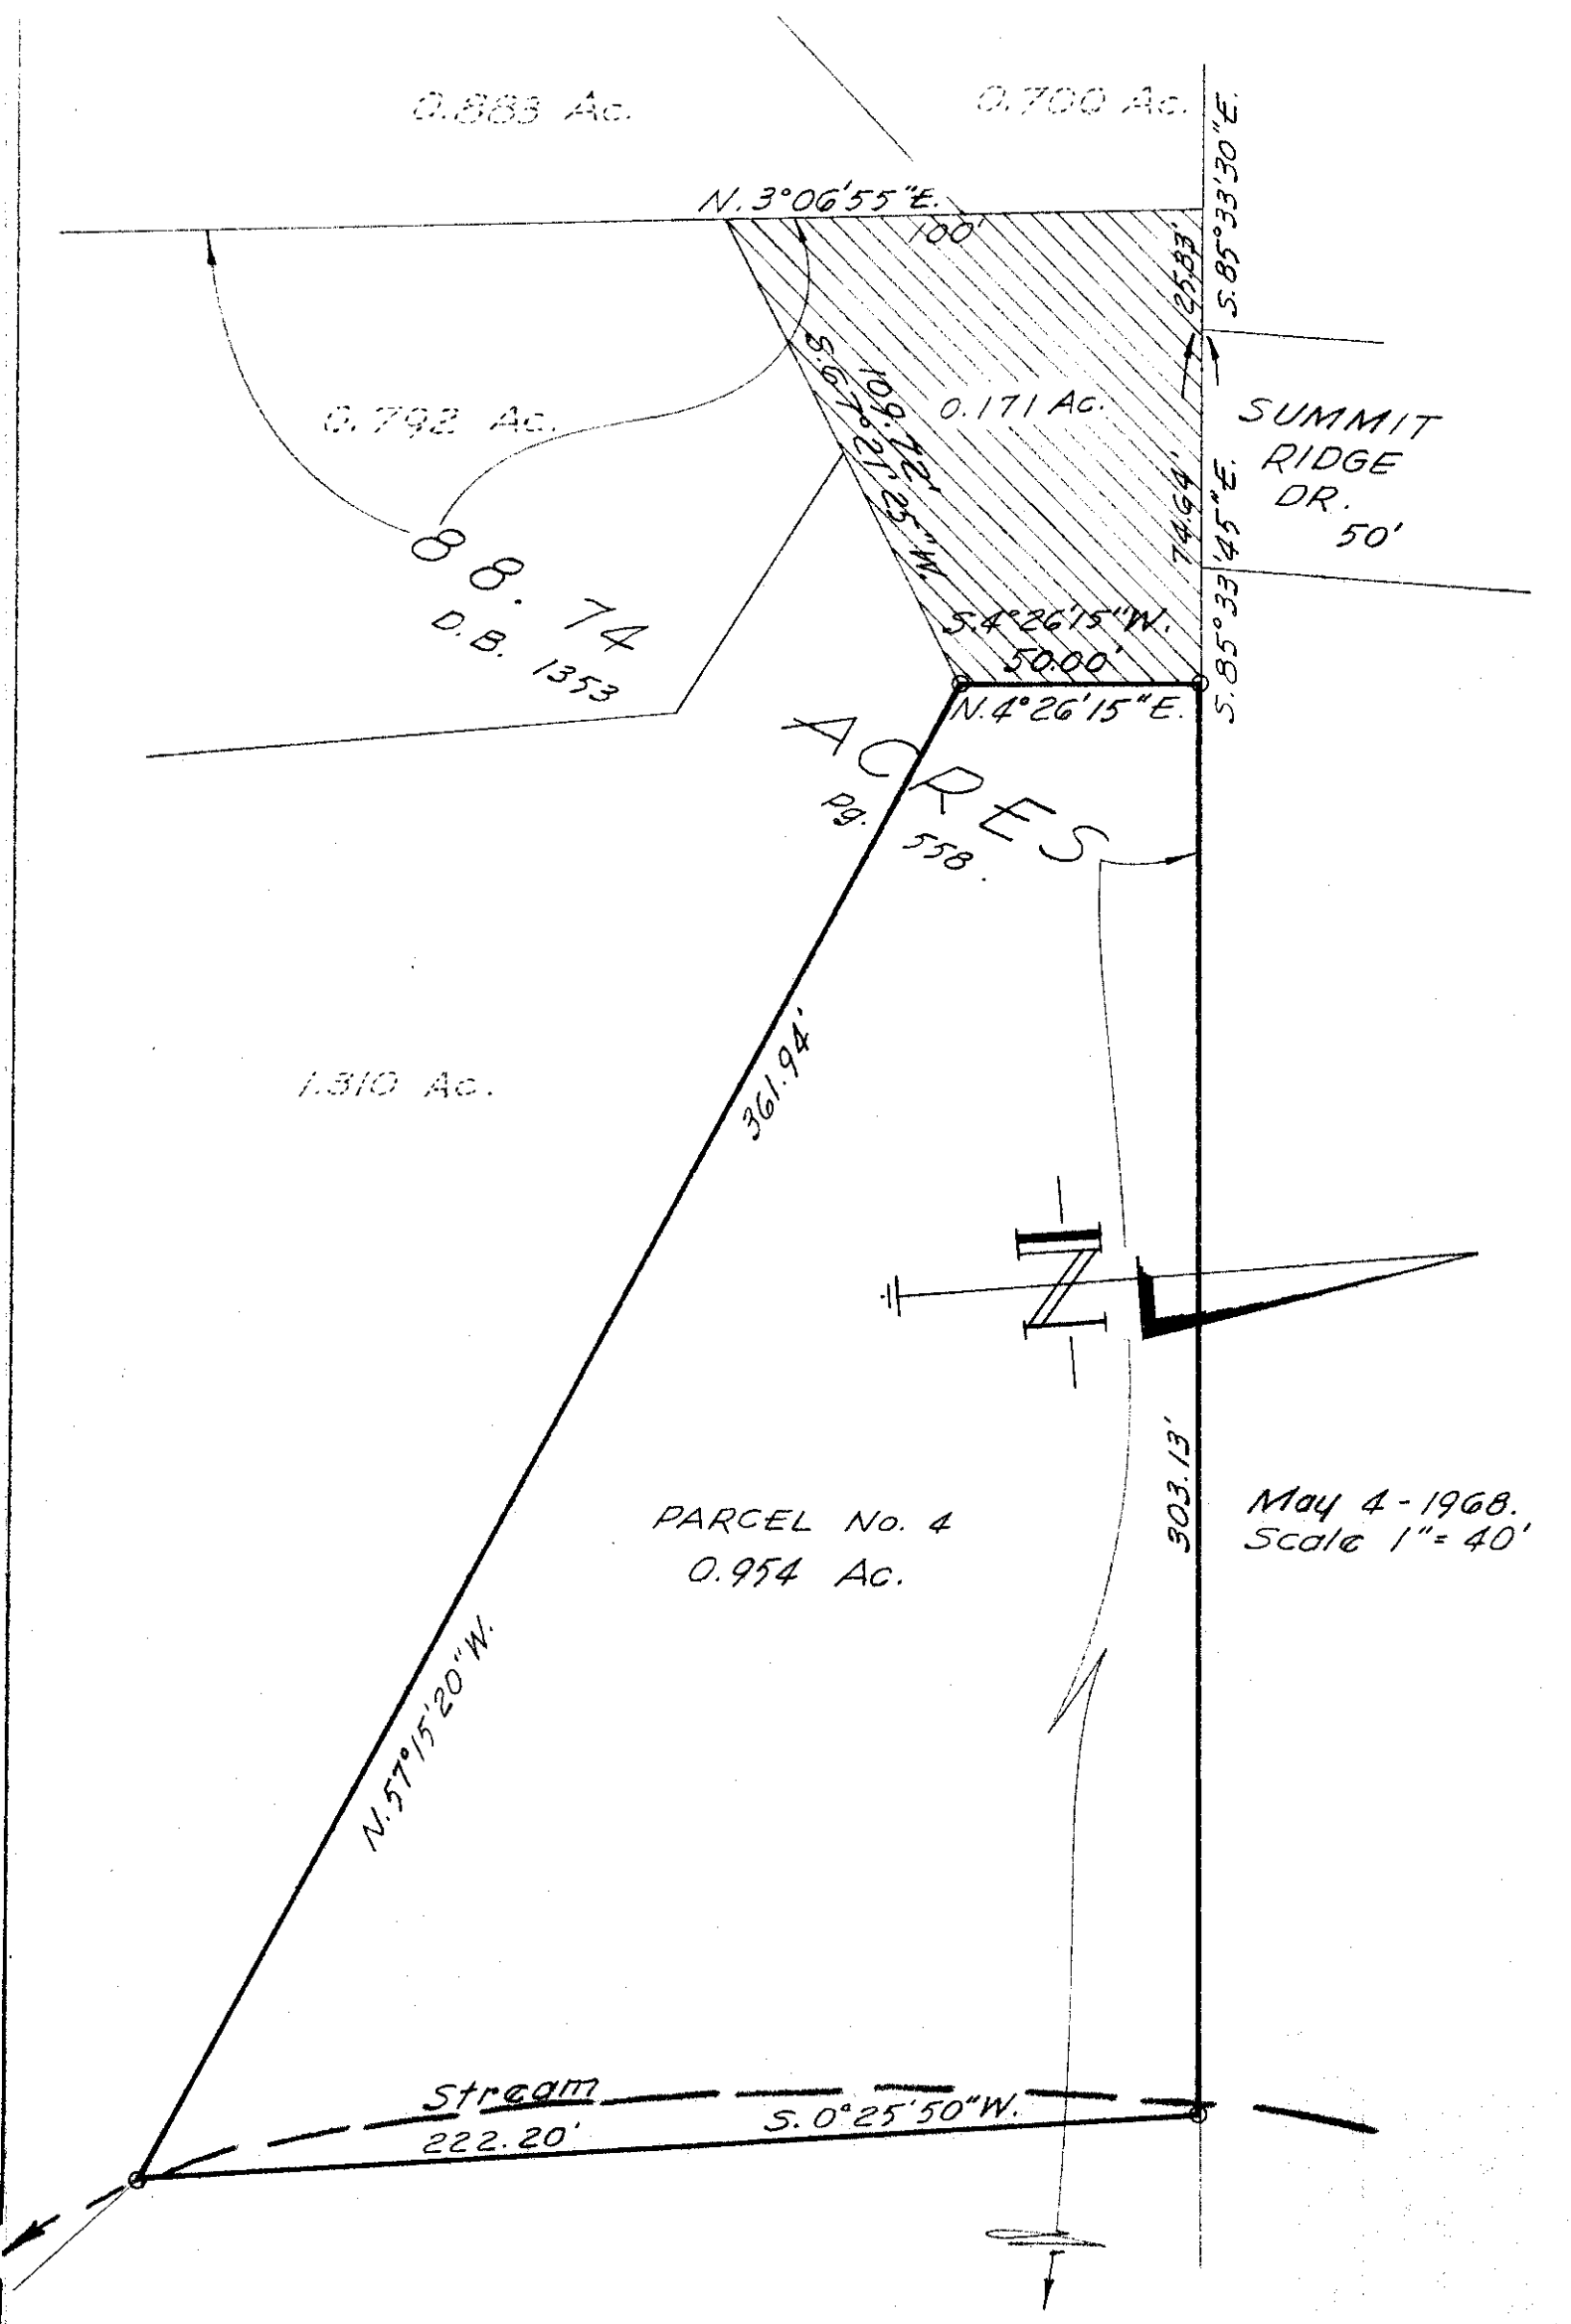 0.883 Ac.
0.700 Ac.
S.85°33'30"E.
N.3°06'55"E.
100'
25.83'
0.792 Ac.
S.67°21'25"W.
109.72'
0.171 Ac.
74.64'
S.85°33'45"E.
SUMMIT
RIDGE
DR.
50'
88.74
D.B. 1353
S.4°26'15"W.
50.00'
N.4°26'15"E.
ACRES
Pg. 558.
361.94'
1.310 Ac.
N
303.13'
May 4-1968.
Scale 1"=40'
PARCEL No. 4
0.954 Ac.
N.57°15'20"W.
Stream
222.20'
S.0°25'50"W.